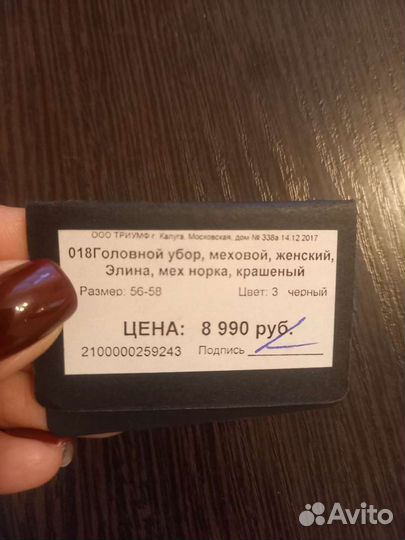 ООО ТРИУМФ г. Калуга, Московская, дом № 338а 14.12.2017
018Головной убор, меховой, женский,
Элина, мех норка, крашеный
Размер: 56-58 Цвет: 3 черный
ЦЕНА: 8 990 руб.
2100000259243 Подпись
Avito